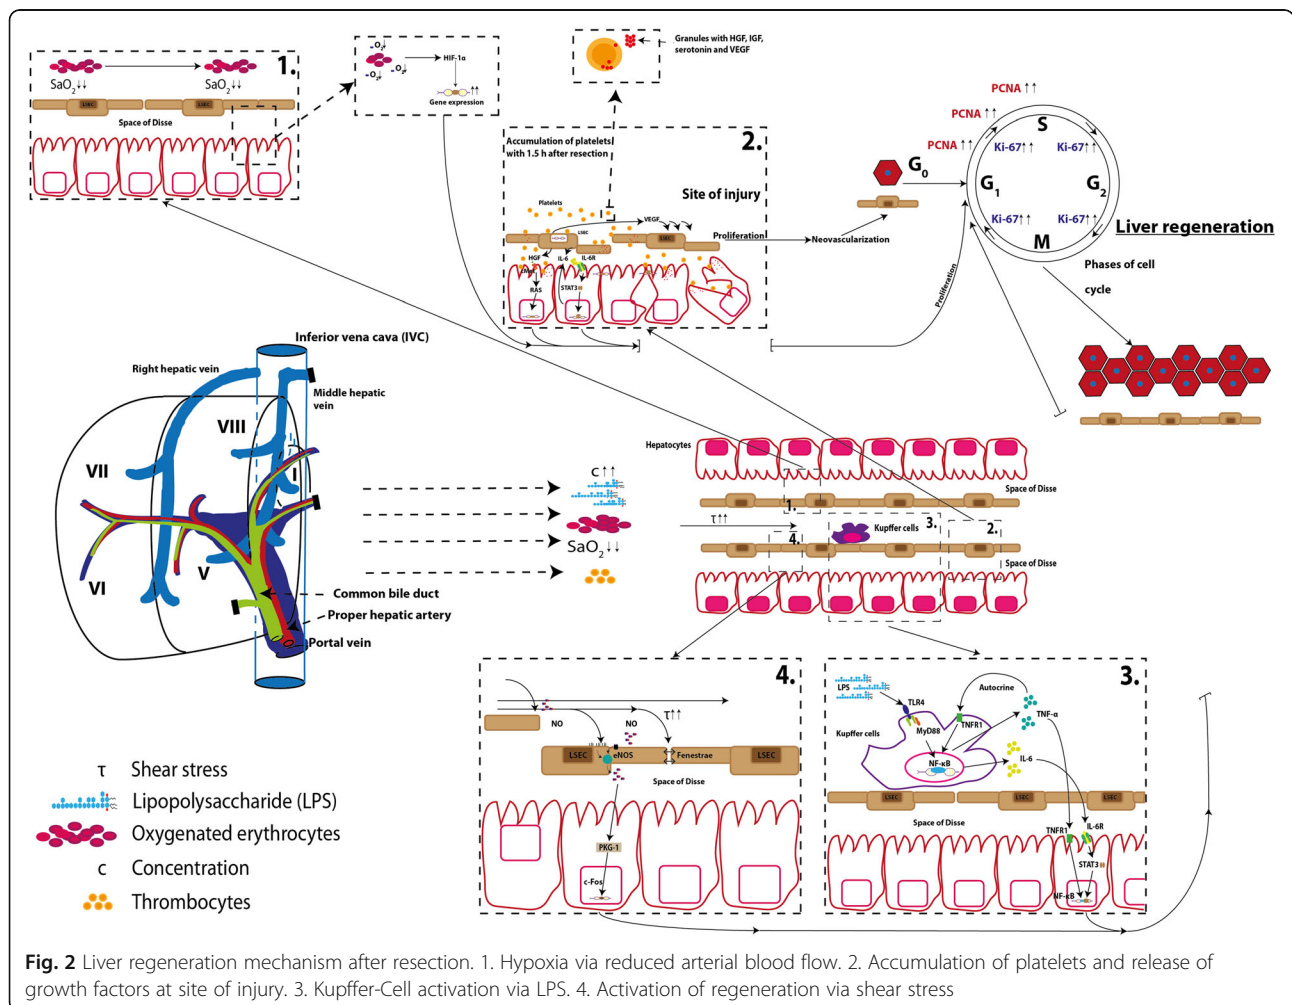 1.
SaO₂↓↓
SaO₂↓↓
LSEC
LSEC
Space of Disse
O₂↓
O₂↓
O₂↓
HIF-1α
↑↑
Gene expression
Granules with HGF, IGF,
serotonin and VEGF
2.
Accumulation of platelets
with 1.5 h after resection
Site of injury
Platelets
VEGF
LSEC
LSEC
HGF
IL-6
IL-6R
cMet
RAS
STAT3
Proliferation
Neovascularization
G₀
PCNA ↑↑
PCNA ↑↑
PCNA ↑↑
S
Ki-67↑↑
Ki-67↑↑
G₁
G₂
Ki-67↑↑
Ki-67↑↑
M
Liver regeneration
Phases of cell
cycle
Proliferation
Inferior vena cava (IVC)
Right hepatic vein
Middle hepatic
vein
VIII
VII
I
V
VI
Common bile duct
Proper hepatic artery
Portal vein
c↑↑
SaO₂↓↓
Hepatocytes
Space of Disse
1.
τ↑↑
3.
Kupffer cells
2.
4.
Space of Disse
4.
NO
NO
τ↑↑
LSEC
eNOS
Fenestrae
LSEC
Space of Disse
PKG-1
c-Fos
3.
LPS
TLR4
Autocrine
TNF-α
TNFR1
MyD88
Kupffer cells
NF-κB
IL-6
LSEC
LSEC
LSEC
Space of Disse
TNFR1
IL-6R
STAT3
NF-κB
τ Shear stress
Lipopolysaccharide (LPS)
Oxygenated erythrocytes
c Concentration
Thrombocytes
Fig. 2 Liver regeneration mechanism after resection. 1. Hypoxia via reduced arterial blood flow. 2. Accumulation of platelets and release of
growth factors at site of injury. 3. Kupffer-Cell activation via LPS. 4. Activation of regeneration via shear stress